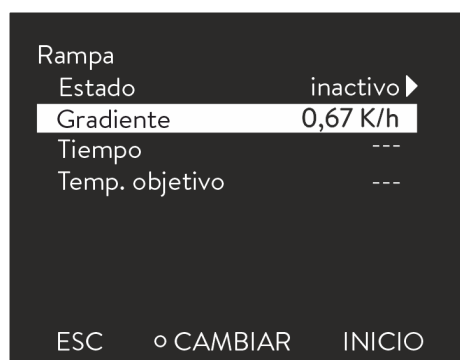 Rampa
Estado inactivo
Gradiente 0,67 K/h
Tiempo ---
Temp. objetivo ---
ESC ○ CAMBIAR INICIO